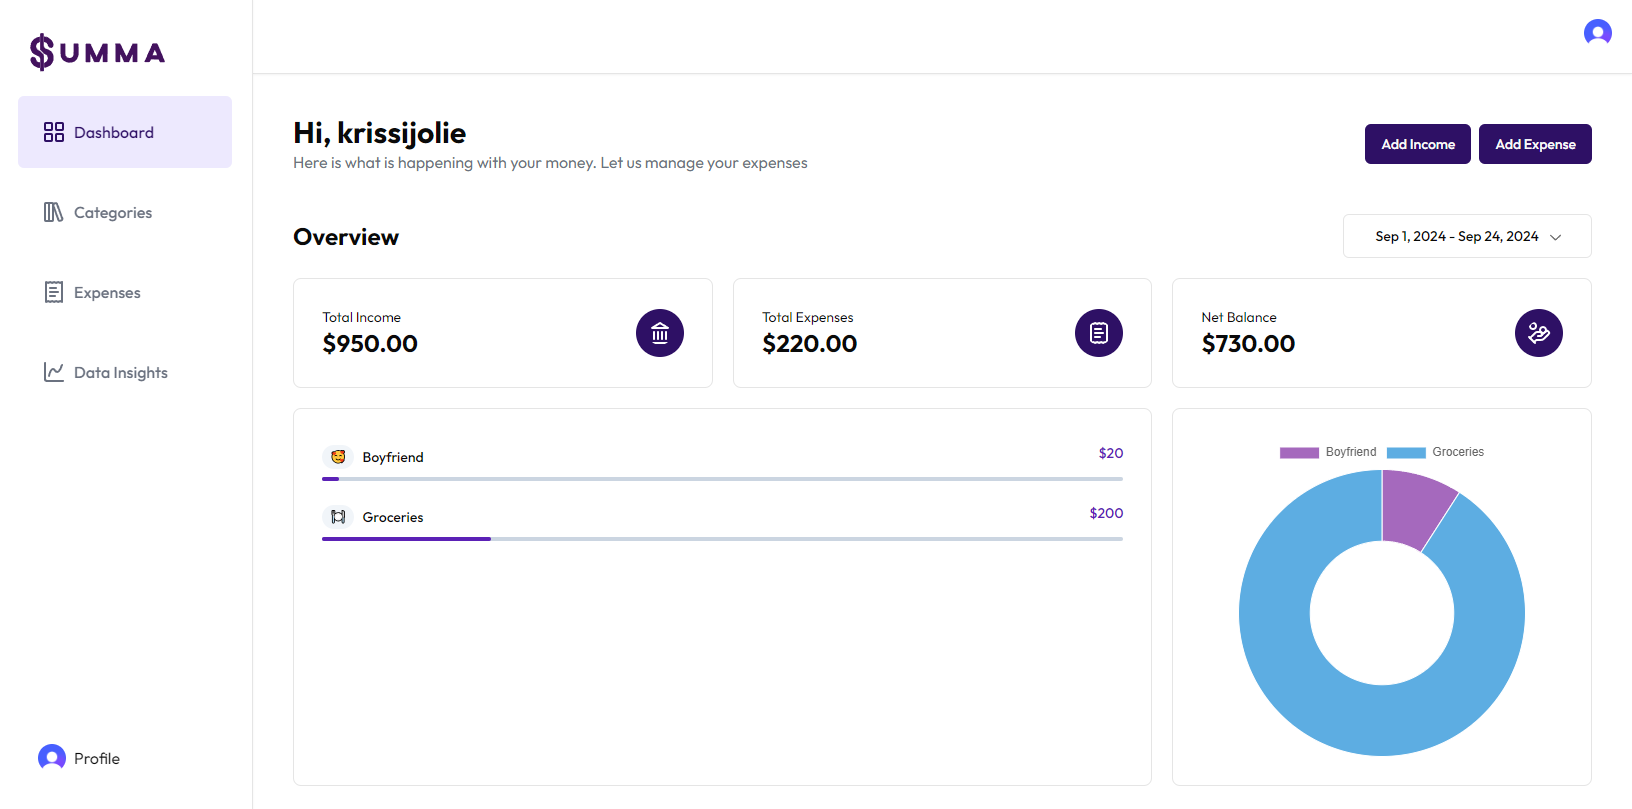 $UMMA
Dashboard
Categories
Expenses
Data Insights
Profile
Hi, krissijolie
Here is what is happening with your money. Let us manage your expenses
Add Income
Add Expense
Overview
Sep 1, 2024 - Sep 24, 2024
Total Income
$950.00
Total Expenses
$220.00
Net Balance
$730.00
Boyfriend
$20
Groceries
$200
Boyfriend
Groceries